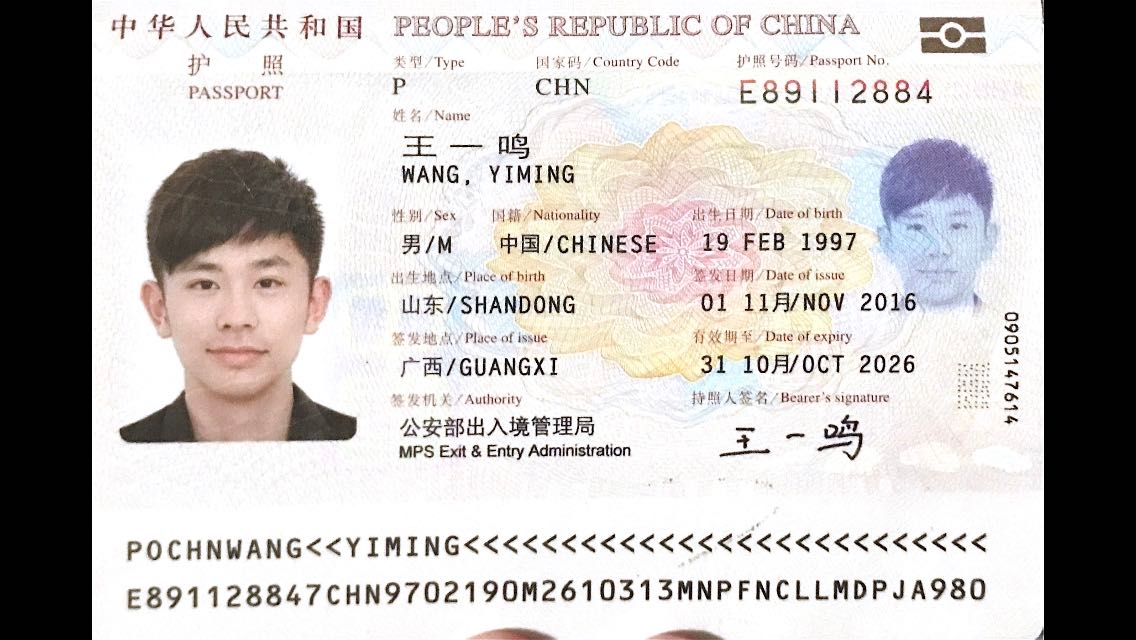 中华人民共和国 PEOPLE'S REPUBLIC OF CHINA
护 照
PASSPORT
类型/Type 国家码/Country Code 护照号码/Passport No.
P CHN E89112884
姓名/Name
王一鸣
WANG, YIMING
性别/Sex 国籍/Nationality 出生日期/Date of birth
男/M 中国/CHINESE 19 FEB 1997
出生地点/Place of birth 签发日期/Date of issue
山东/SHANDONG 01 11月/NOV 2016
签发地点/Place of issue 有效期至/Date of expiry
广西/GUANGXI 31 10月/OCT 2026
签发机关/Authority 持照人签名/Bearer's signature
公安部出入境管理局
MPS Exit & Entry Administration
王一鸣
0905147614
POCHNWANG<<YIMING<<<<<<<<<<<<<<<<<<<<<<<<<<<
E891128847CHN9702190M2610313MNPFNCLLMDPJA980